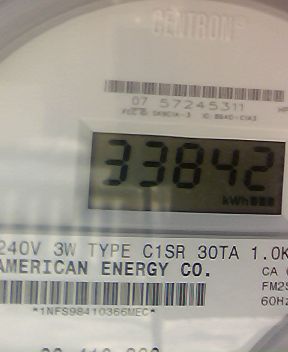 CENTRON
07 57245311
33842
kWh
240V 3W TYPE C1SR 30TA 1.0K
AMERICAN ENERGY CO.
CA
FM2S
60Hz
*1NFS98410366MEC*